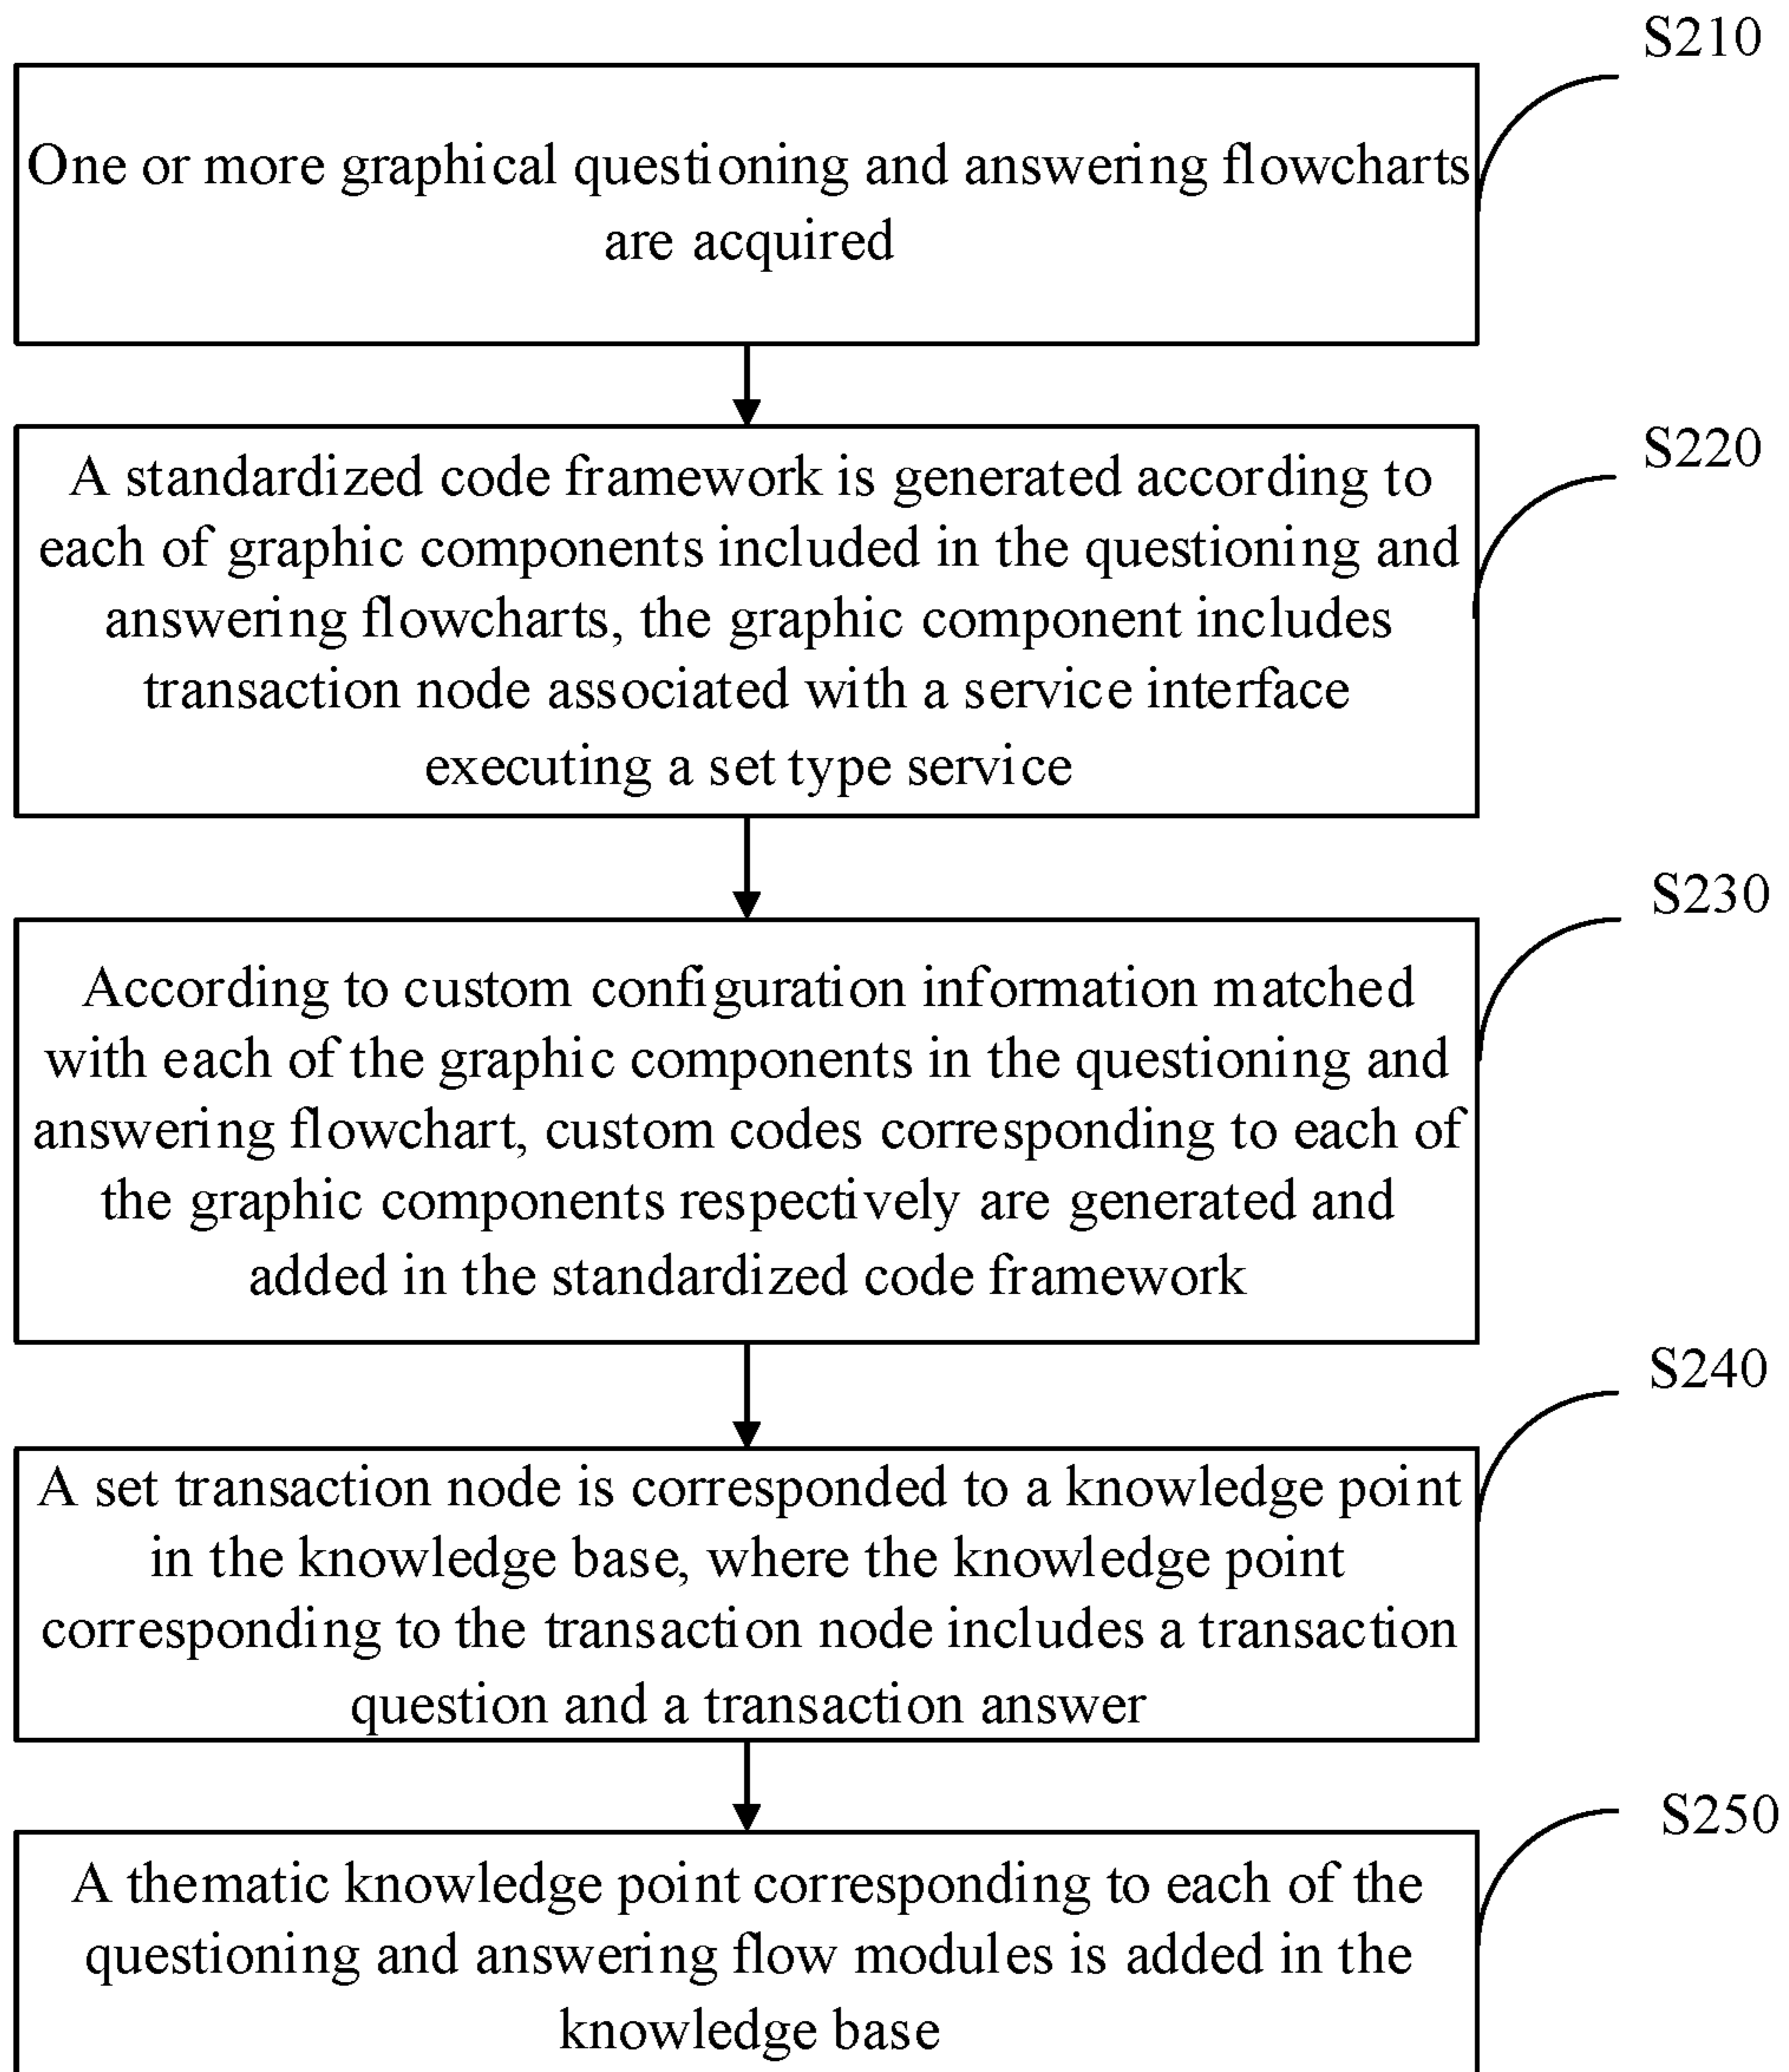 S210
One or more graphical questioning and answering flowcharts
are acquired
S220
A standardized code framework is generated according to
each of graphic components included in the questioning and
answering flowcharts, the graphic component includes
transaction node associated with a service interface
executing a set type service
S230
According to custom configuration information matched
with each of the graphic components in the questioning and
answering flowchart, custom codes corresponding to each of
the graphic components respectively are generated and
added in the standardized code framework
S240
A set transaction node is corresponded to a knowledge point
in the knowledge base, where the knowledge point
corresponding to the transaction node includes a transaction
question and a transaction answer
S250
A thematic knowledge point corresponding to each of the
questioning and answering flow modules is added in the
knowledge base